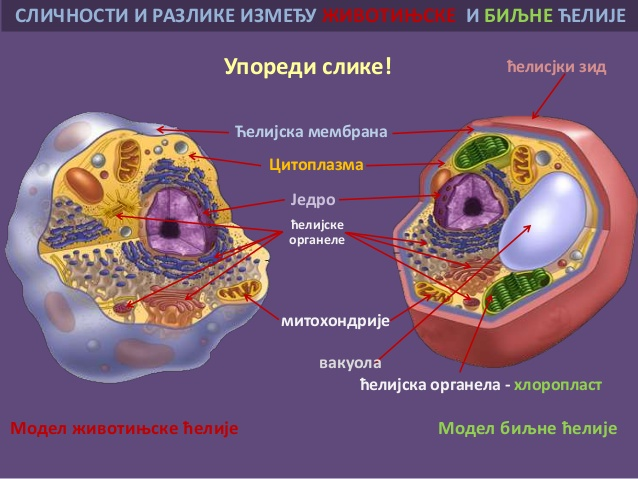 СЛИЧНОСТИ И РАЗЛИКЕ ИЗМЕЂУ ЖИВОТИЊСКЕ И БИЉНЕ ЋЕЛИЈЕ
Упореди слике!
ћелисјки зид
Ћелијска мембрана
Цитоплазма
Једро
ћелијске
органеле
митохондрије
вакуола
ћелијска органела - хлоропласт
Модел животињске ћелије
Модел биљне ћелије